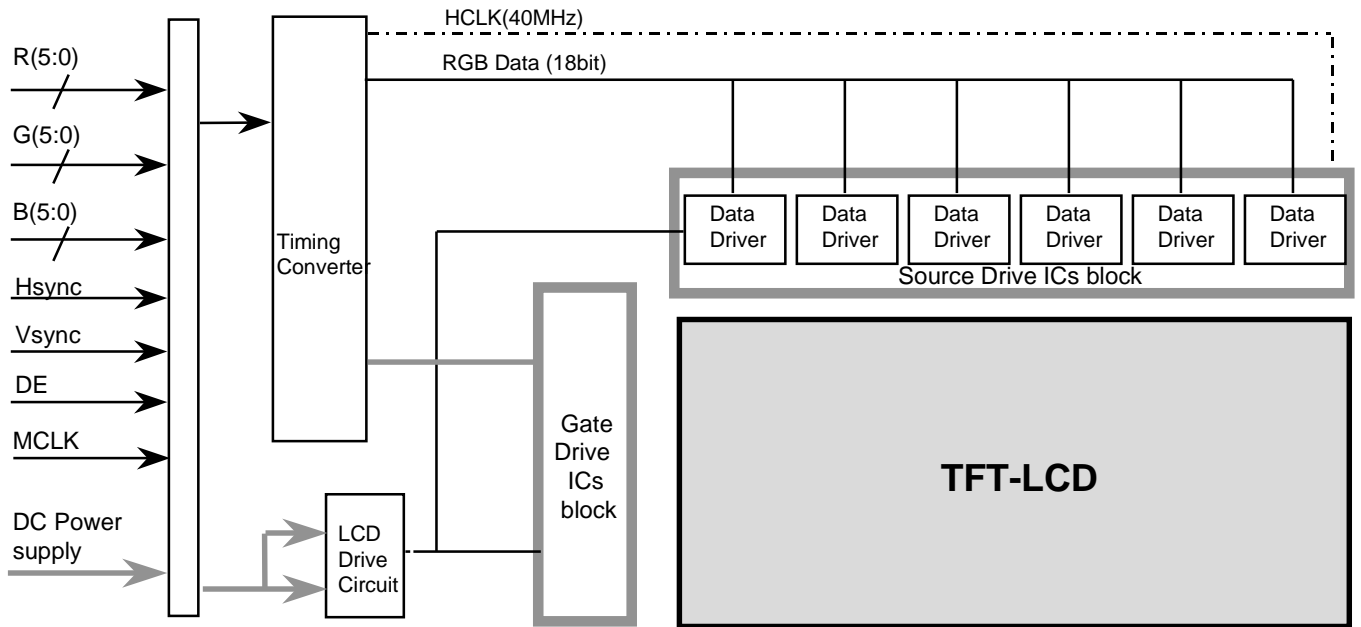 HCLK(40MHz)
RGB Data (18bit)
R(5:0)
G(5:0)
B(5:0)
Hsync
Vsync
DE
MCLK
DC Power
supply
Timing
Converter
LCD
Drive
Circuit
Gate
Drive
ICs
block
Data
Driver
Data
Driver
Data
Driver
Data
Driver
Data
Driver
Data
Driver
Source Drive ICs block
TFT-LCD